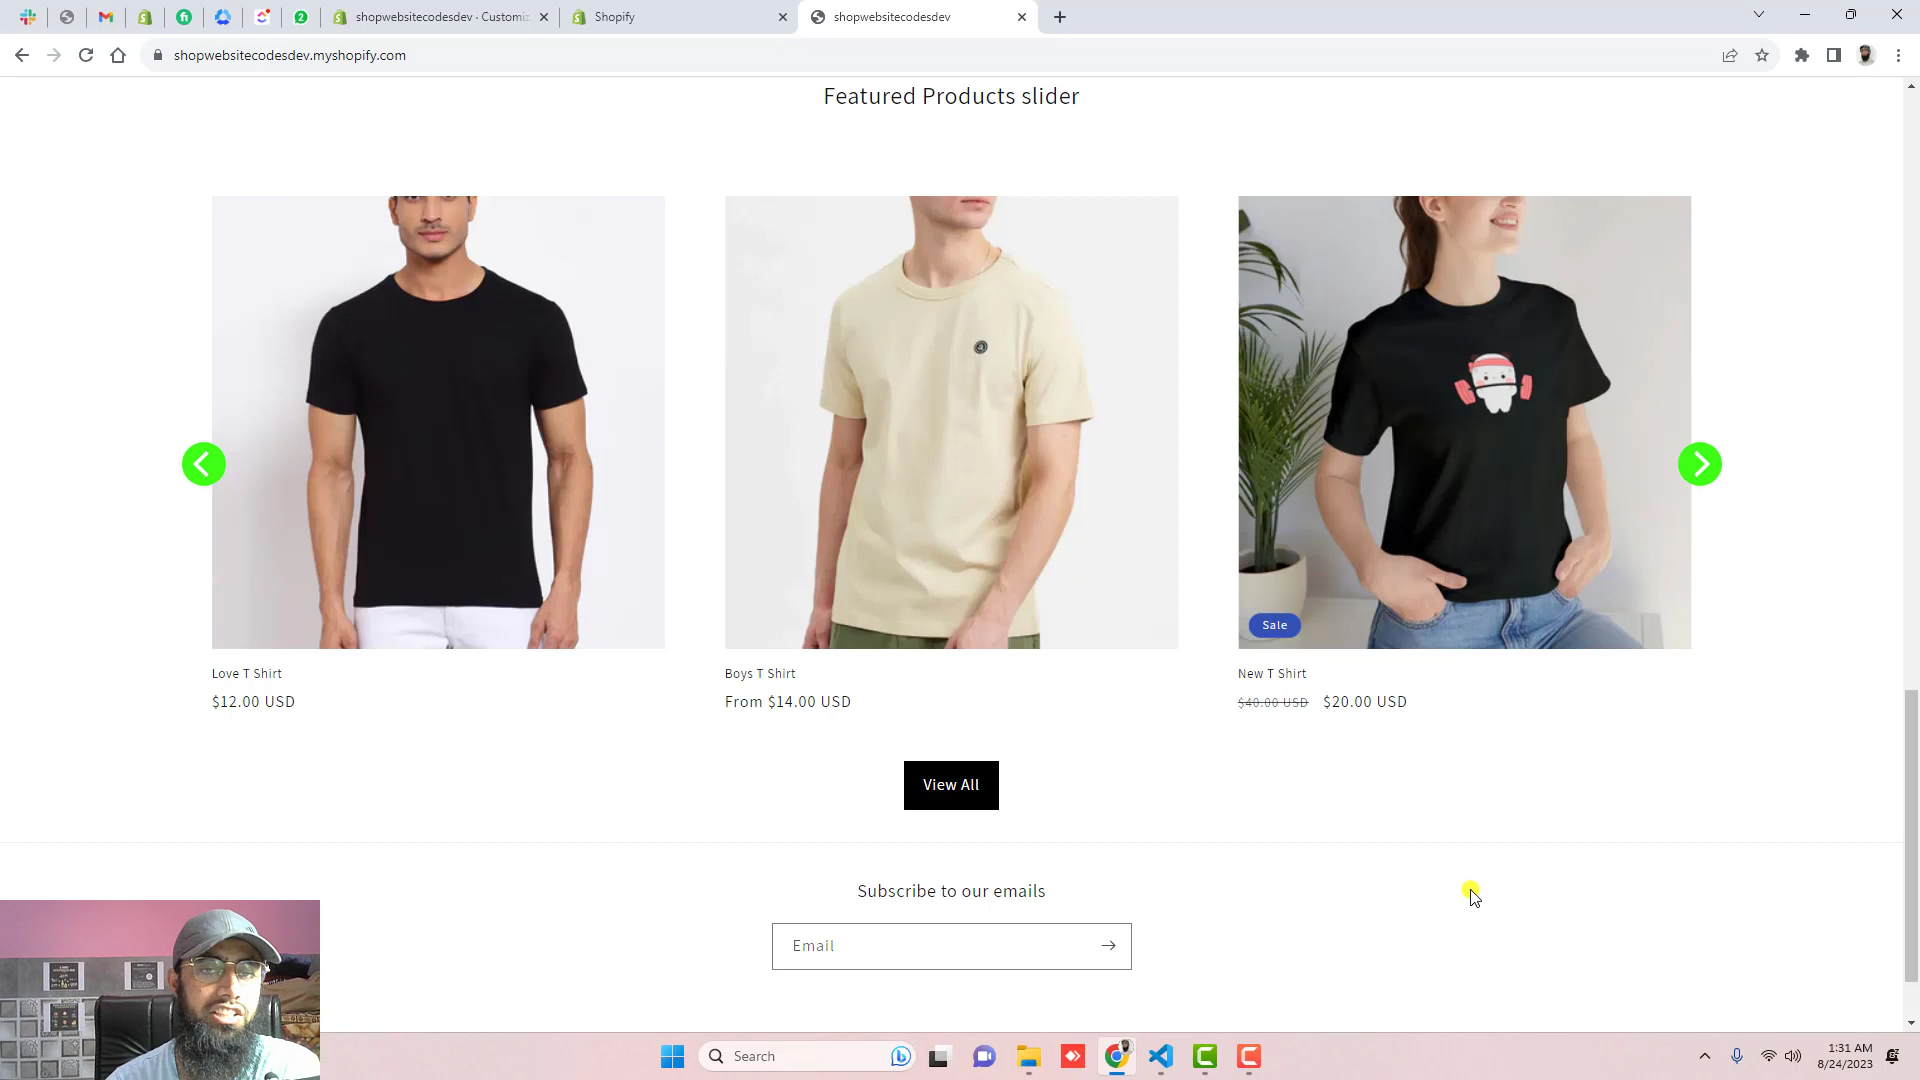 shopwebsitecodesdev · Customiz
Shopify
shopwebsitecodesdev
shopwebsitecodesdev.myshopify.com
Featured Products slider
Sale
Love T Shirt
$12.00 USD
Boys T Shirt
From $14.00 USD
New T Shirt
$40.00 USD $20.00 USD
View All
Subscribe to our emails
Email
Search
1:31 AM
8/24/2023